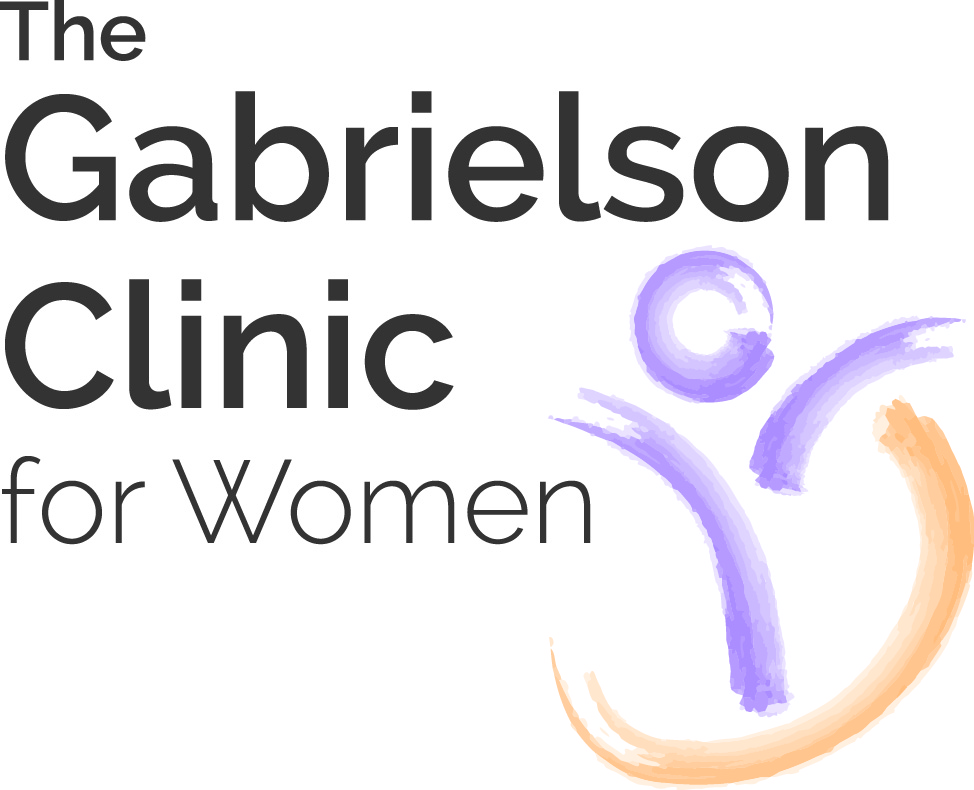 The
Gabrielson
Clinic
for Women